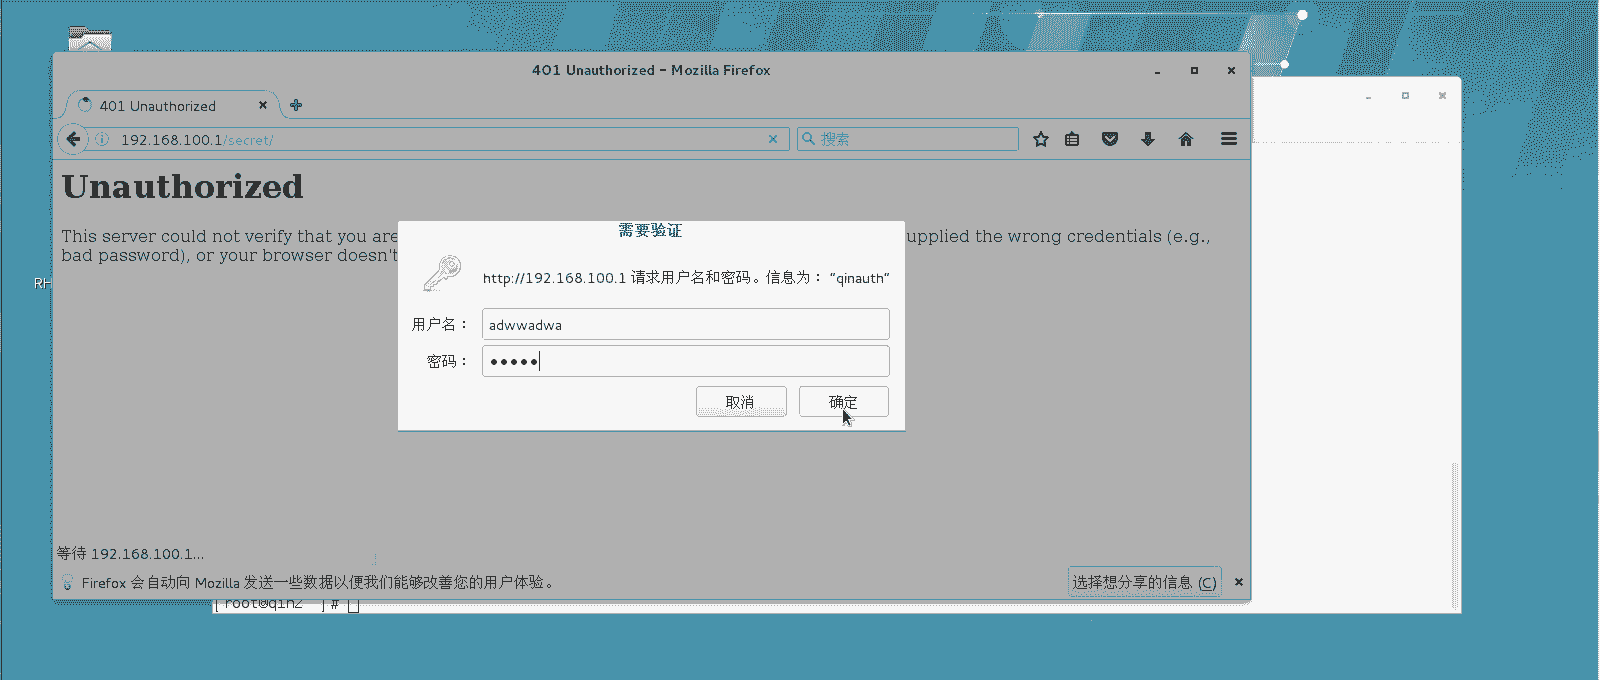 401 Unauthorized - Mozilla Firefox
401 Unauthorized
192.168.100.1/secret/
搜索
Unauthorized
This server could not verify that you are
upplied the wrong credentials (e.g.,
bad password), or your browser doesn't
需要验证
http://192.168.100.1 请求用户名和密码。信息为： “qinauth”
用户名：
adwwadwa
密码：
取消
确定
RH
等待 192.168.100.1...
Firefox 会自动向 Mozilla 发送一些数据以便我们能够改善您的用户体验。
选择想分享的信息 (C)
[ root@qin2 ] #